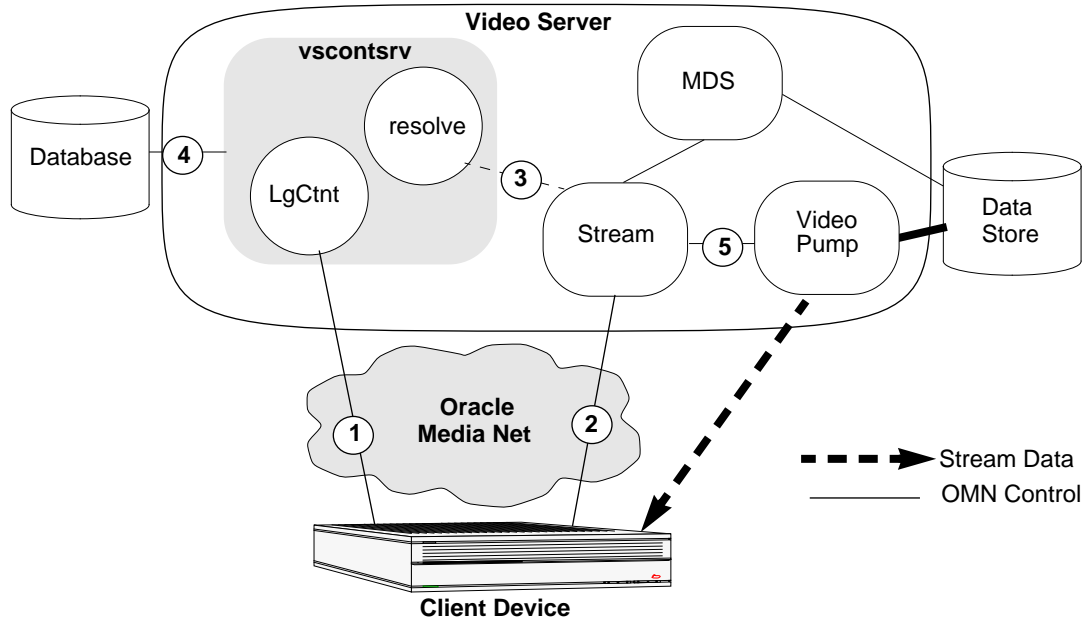 Video Server
vscontsrv
MDS
resolve
Database
4
3
LgCtnt
Stream
5
Video
Pump
Data
Store
Oracle
Media Net
1
2
Stream Data
OMN Control
Client Device